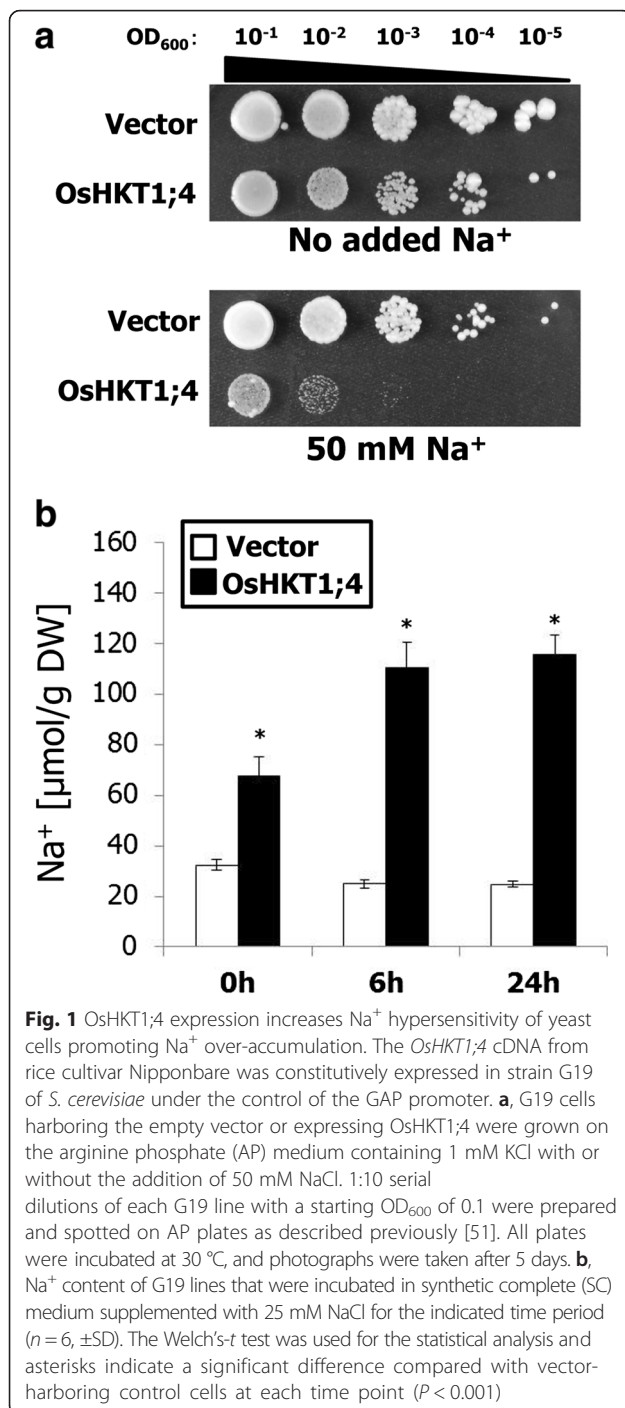 a
OD₆₀₀: 10⁻¹ 10⁻² 10⁻³ 10⁻⁴ 10⁻⁵
Vector
OsHKT1;4
No added Na⁺
Vector
OsHKT1;4
50 mM Na⁺
b
Vector
OsHKT1;4
Na⁺ [µmol/g DW]
160
140
120
100
80
60
40
20
0
* * *
0h 6h 24h
Fig. 1 OsHKT1;4 expression increases Na⁺ hypersensitivity of yeast
cells promoting Na⁺ over-accumulation. The OsHKT1;4 cDNA from
rice cultivar Nipponbare was constitutively expressed in strain G19
of S. cerevisiae under the control of the GAP promoter. a, G19 cells
harboring the empty vector or expressing OsHKT1;4 were grown on
the arginine phosphate (AP) medium containing 1 mM KCl with or
without the addition of 50 mM NaCl. 1:10 serial
dilutions of each G19 line with a starting OD₆₀₀ of 0.1 were prepared
and spotted on AP plates as described previously [51]. All plates
were incubated at 30 °C, and photographs were taken after 5 days. b,
Na⁺ content of G19 lines that were incubated in synthetic complete (SC)
medium supplemented with 25 mM NaCl for the indicated time period
(n = 6, ±SD). The Welch's-t test was used for the statistical analysis and
asterisks indicate a significant difference compared with vector-
harboring control cells at each time point (P < 0.001)